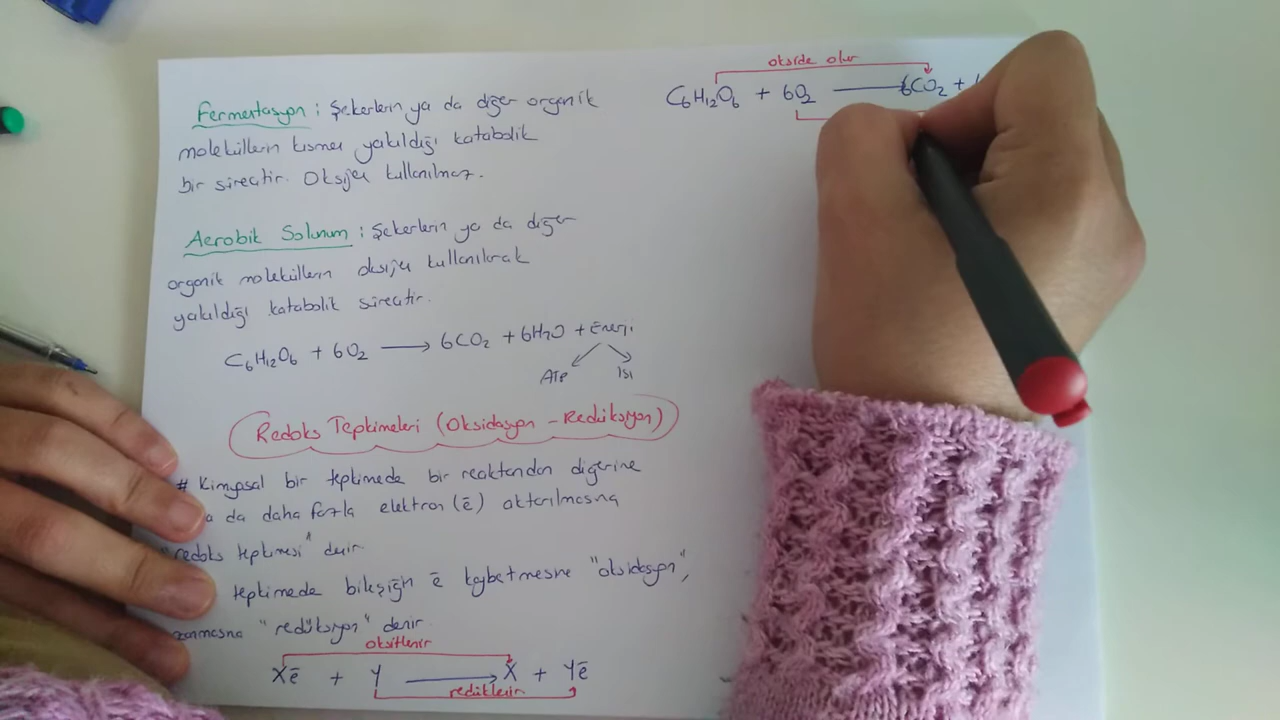 Fermentasyon : Şekerlerin ya da diğer organik
moleküllerin kısmen yakıldığı katabolik
bir süreçtir. Oksijen kullanılmaz.
Aerobik Solunum : Şekerlerin ya da diğer
organik moleküllerin oksijen kullanılarak
yakıldığı katabolik süreçtir.
C6H12O6 + 6O2 → 6CO2 + 6H2O + Enerji
ATP Isı
Redoks Tepkimeleri (Oksidasyon - Redüksiyon)
# Kimyasal bir tepkimede bir reaktandan diğerine
da daha fazla elektron (ē) aktarılmasına
"redoks tepkimesi" denir
tepkimede bileşiğin ē kaybetmesine "oksidasyon",
"redüksiyon" denir.
oksitlenir
Xē + Y → X + Yē
redüklenir
okside olur
C6H12O6 + 6O2 → 6CO2 +